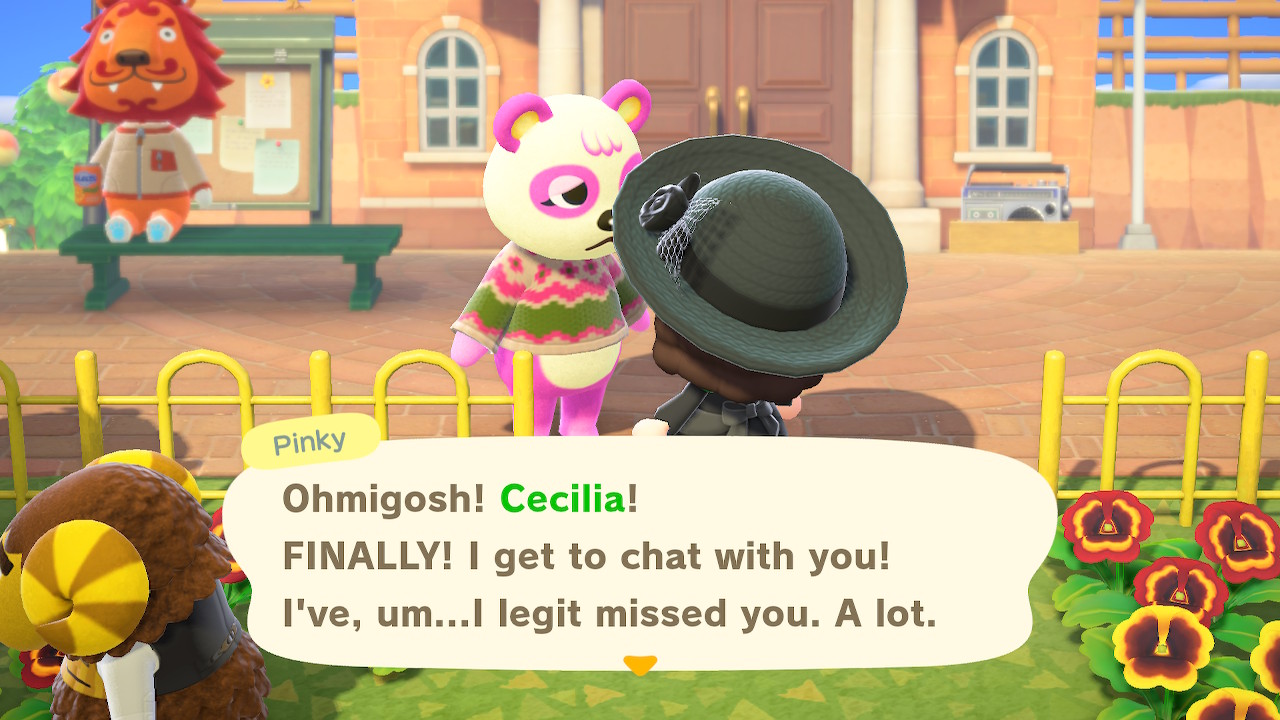 Pinky
Ohmigosh! Cecilia!
FINALLY! I get to chat with you!
I've, um...I legit missed you. A lot.